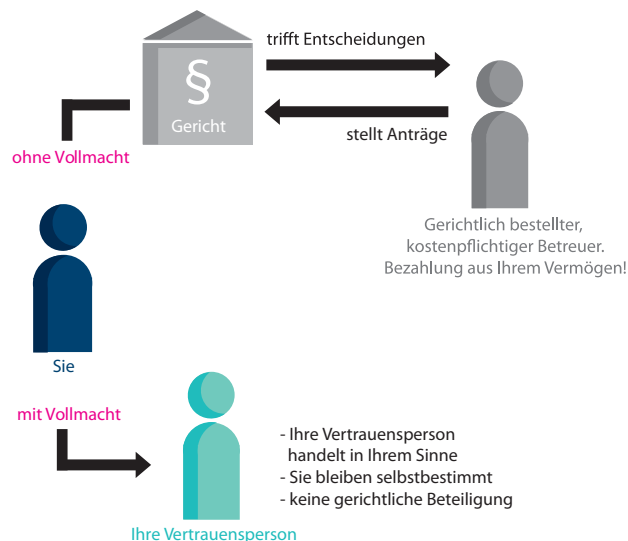 trifft Entscheidungen
§
Gericht
stellt Anträge
ohne Vollmacht
Gerichtlich bestellter,
kostenpflichtiger Betreuer.
Bezahlung aus Ihrem Vermögen!
Sie
mit Vollmacht
- Ihre Vertrauensperson
handelt in Ihrem Sinne
- Sie bleiben selbstbestimmt
- keine gerichtliche Beteiligung
Ihre Vertrauensperson